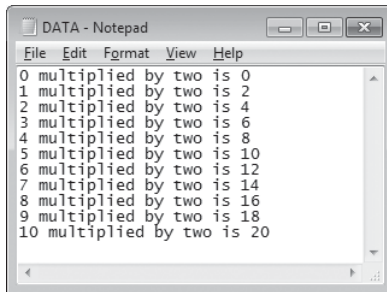 DATA - Notepad
File Edit Format View Help
0 multiplied by two is 0
1 multiplied by two is 2
2 multiplied by two is 4
3 multiplied by two is 6
4 multiplied by two is 8
5 multiplied by two is 10
6 multiplied by two is 12
7 multiplied by two is 14
8 multiplied by two is 16
9 multiplied by two is 18
10 multiplied by two is 20